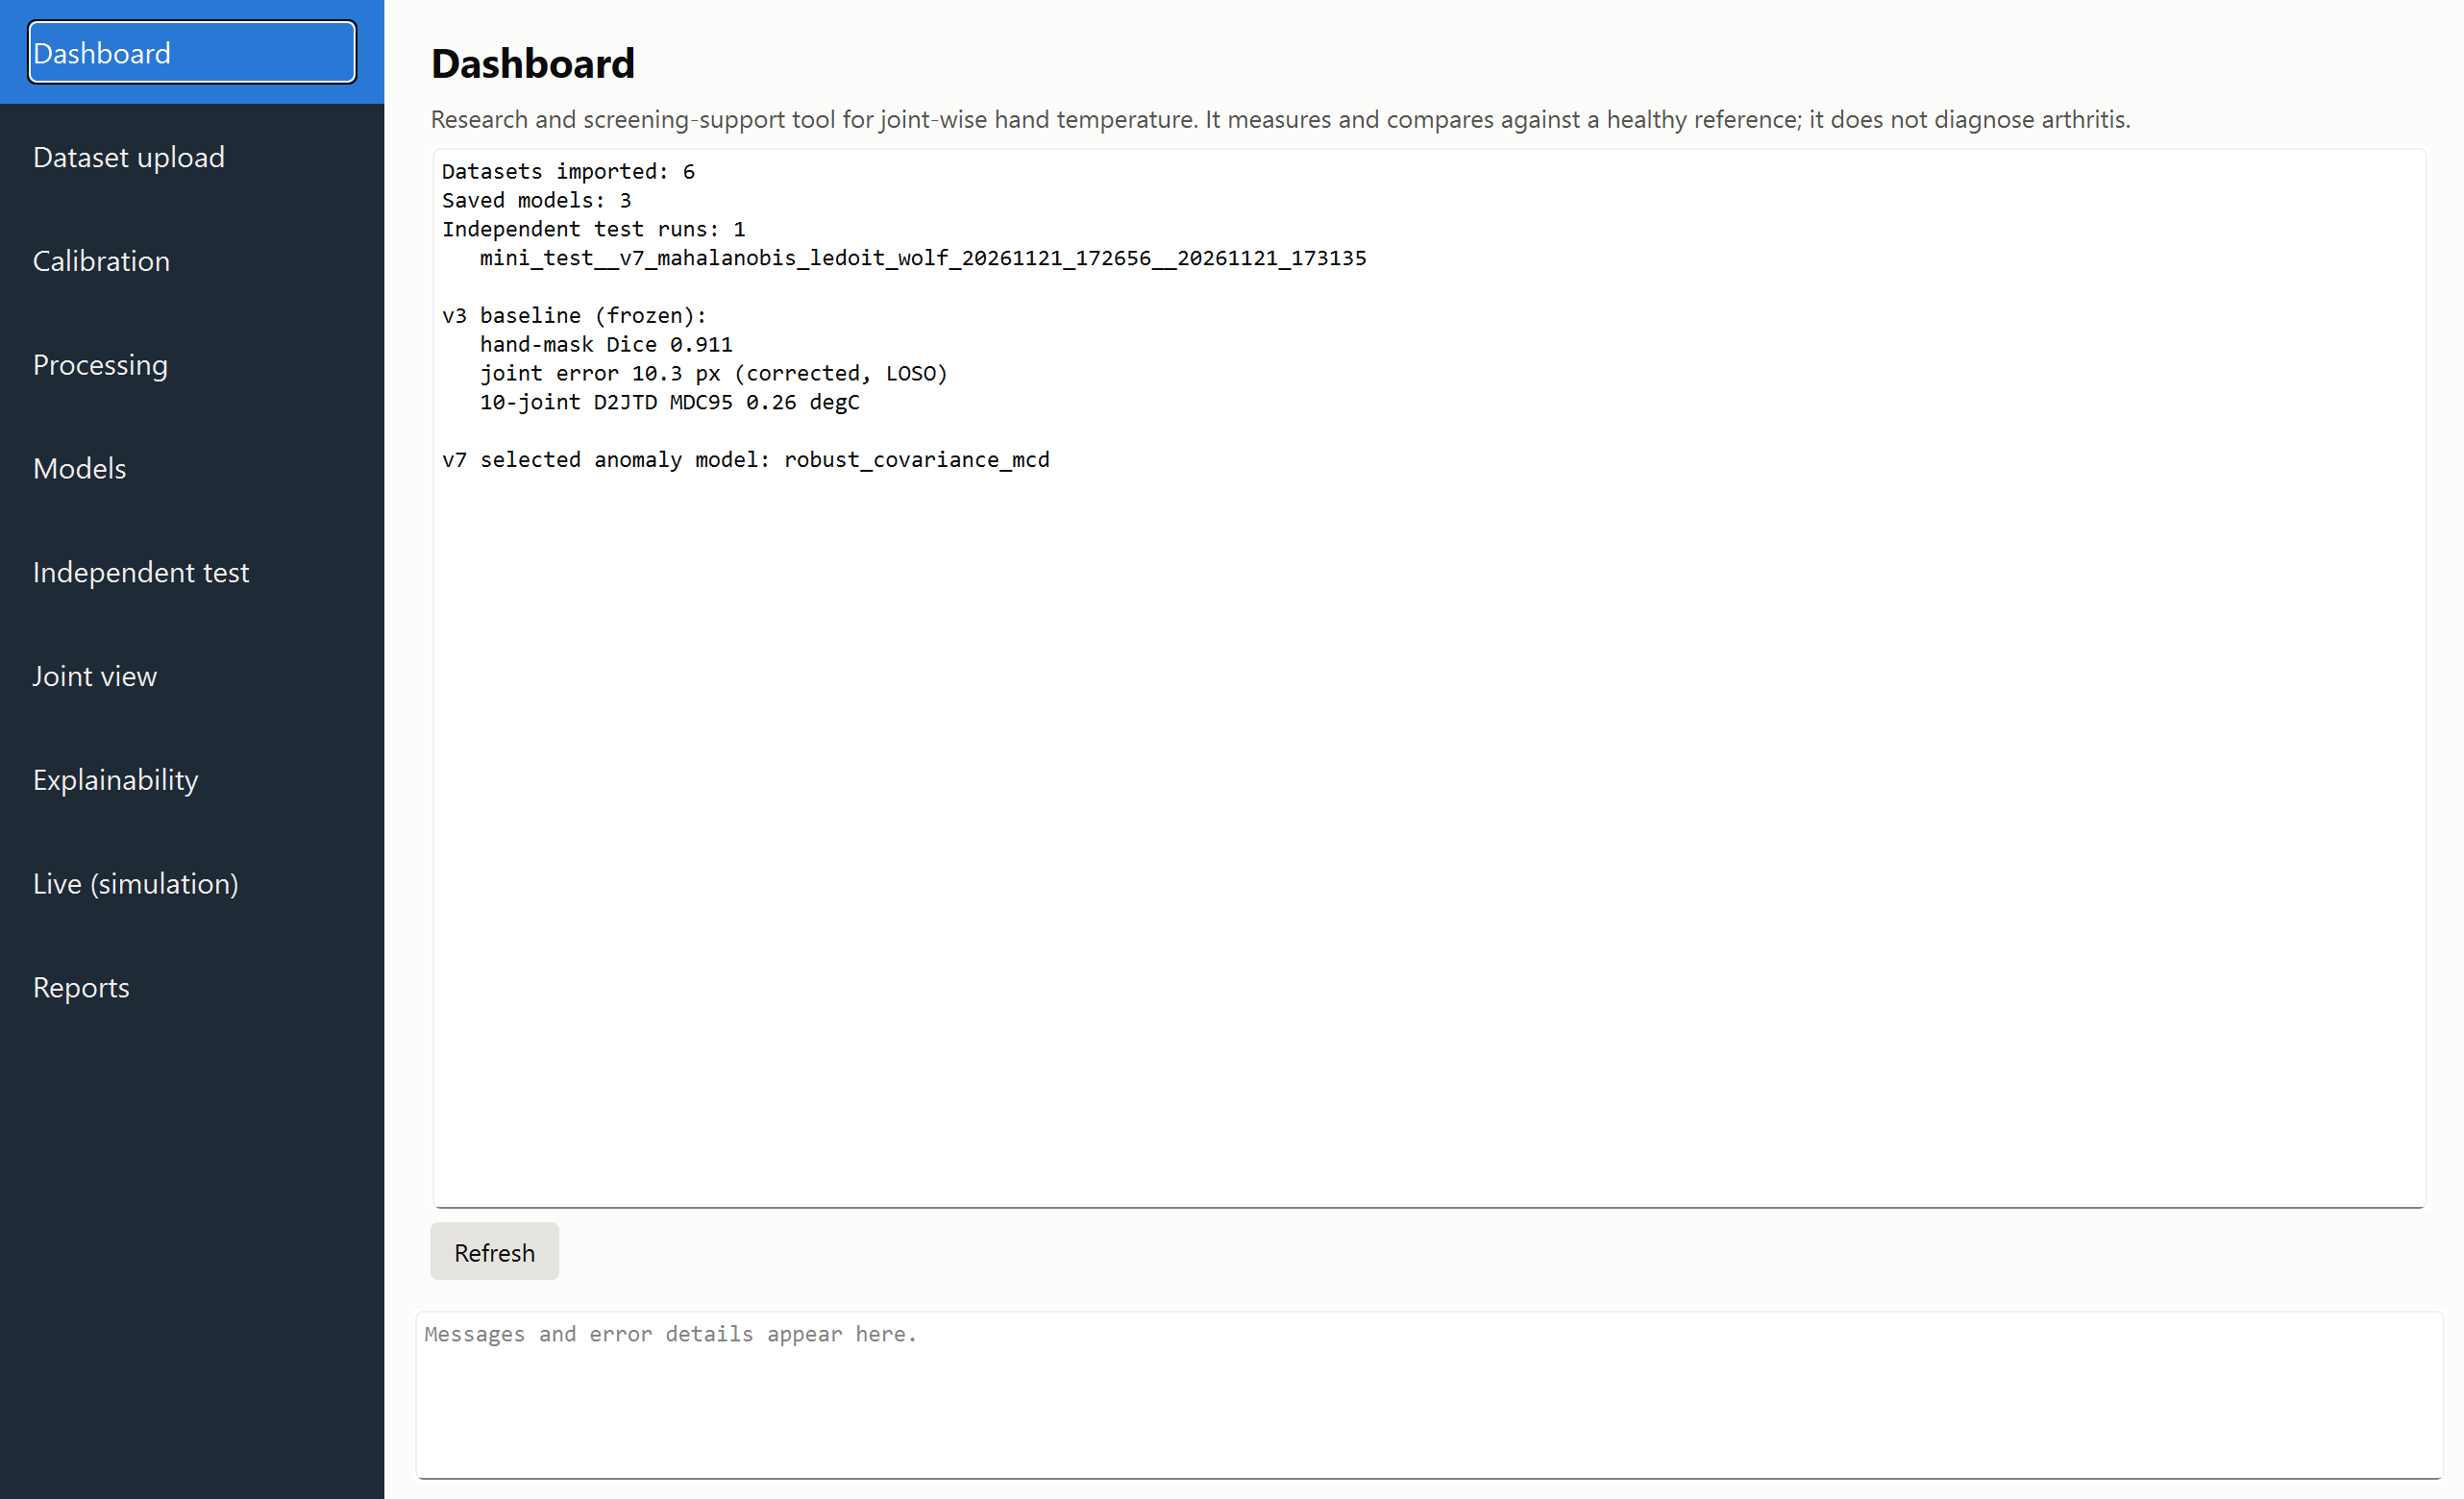 Dashboard
Dataset upload
Calibration
Processing
Models
Independent test
Joint view
Explainability
Live (simulation)
Reports
Dashboard
Research and screening-support tool for joint-wise hand temperature. It measures and compares against a healthy reference; it does not diagnose arthritis.
Datasets imported: 6
Saved models: 3
Independent test runs: 1
mini_test__v7_mahalanobis_ledoit_wolf_20261121_172656__20261121_173135
v3 baseline (frozen):
hand-mask Dice 0.911
joint error 10.3 px (corrected, LOSO)
10-joint D2JTD MDC95 0.26 degC
v7 selected anomaly model: robust_covariance_mcd
Refresh
Messages and error details appear here.